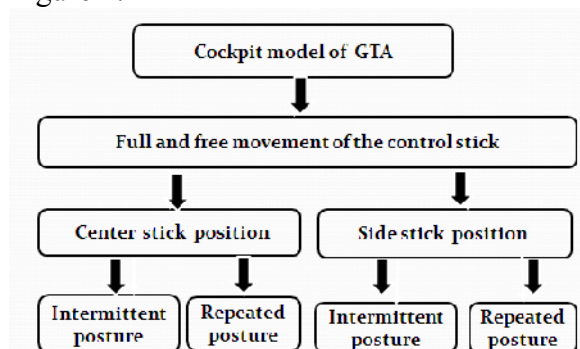 Cockpit model of GTA
Full and free movement of the control stick
Center stick position
Side stick position
Intermittent
posture
Repeated
posture
Intermittent
posture
Repeated
posture